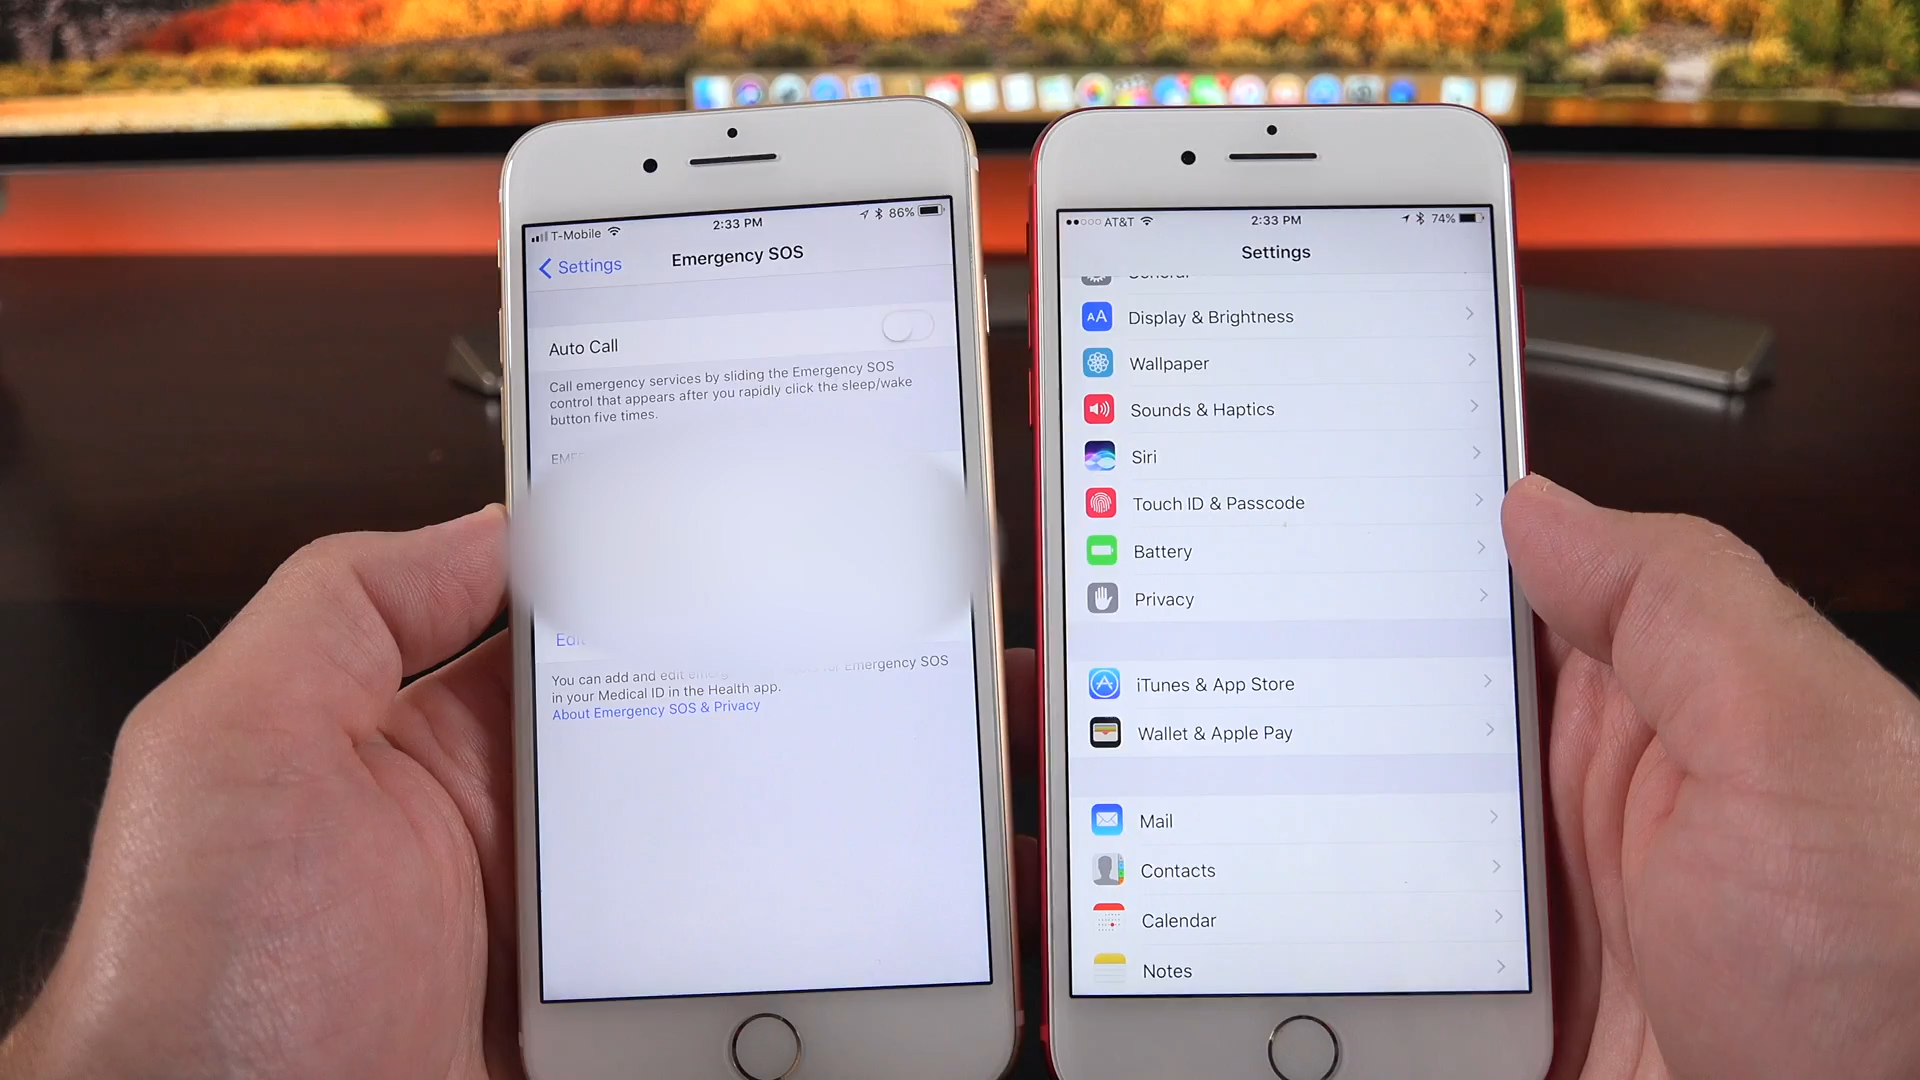 T-Mobile
2:33 PM
86%
Settings
Emergency SOS
Auto Call
Call emergency services by sliding the Emergency SOS
control that appears after you rapidly click the sleep/wake
button five times.
You can add and edit for Emergency SOS
in your Medical ID in the Health app.
About Emergency SOS & Privacy
AT&T
2:33 PM
74%
Settings
General
AA
Display & Brightness
Wallpaper
Sounds & Haptics
Siri
Touch ID & Passcode
Battery
Privacy
iTunes & App Store
Wallet & Apple Pay
Mail
Contacts
Calendar
Notes